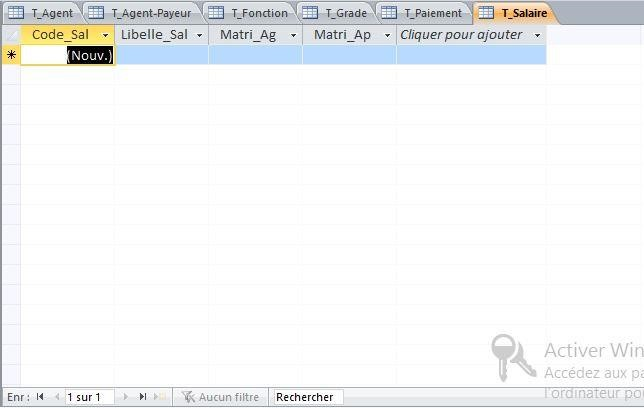 T_Agent T_Agent-Payeur T_Fonction T_Grade T_Paiement T_Salaire
Code_Sal Libelle_Sal Matri_Ag Matri_Ap Cliquer pour ajouter
(Nouv.)
Activer Win
Accédez aux pa
l'ordinateur pou
Enr : 1 sur 1 Aucun filtre Rechercher